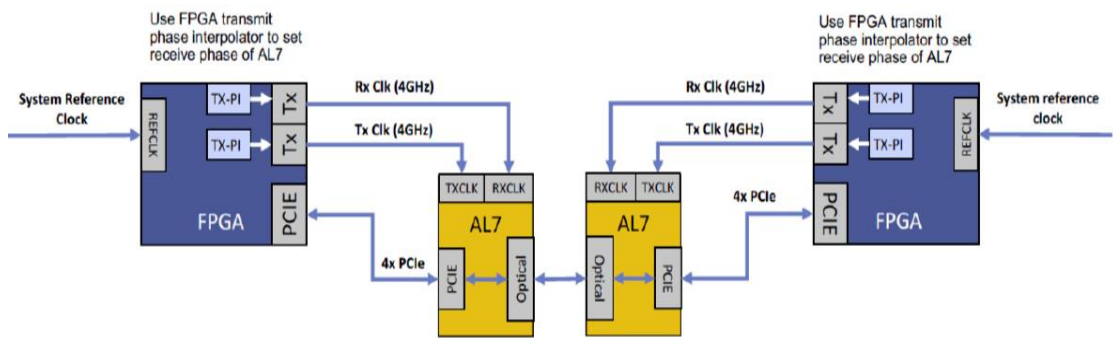 Use FPGA transmit
phase interpolator to set
receive phase of AL7
Use FPGA transmit
phase interpolator to set
receive phase of AL7
System Reference
Clock
REFCLK
TX-PI
Tx
TX-PI
Tx
PCIE
FPGA
Rx Clk (4GHz)
Tx Clk (4GHz)
4x PCIe
TXCLK
RXCLK
AL7
PCIE
Optical
RXCLK
TXCLK
AL7
Optical
PCIE
Rx Clk (4GHz)
Tx Clk (4GHz)
4x PCIe
Tx
TX-PI
Tx
TX-PI
REFCLK
PCIE
FPGA
System reference
clock